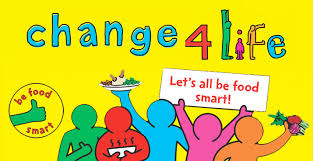 change4life
Let's all be food
smart!
be food
smart